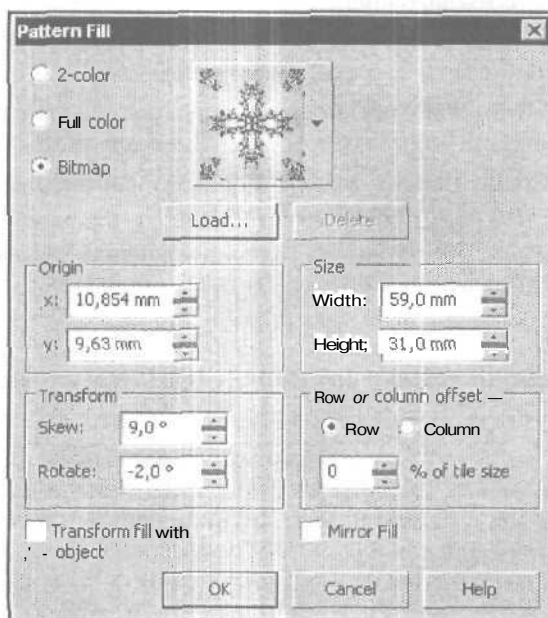 Pattern Fill
2-color
Full color
Bitmap
Load...
Delete
Origin
x: 10,854 mm
y: 9,63 mm
Size
Width: 59,0 mm
Height; 31,0 mm
Transform
Skew: 9,0 °
Rotate: -2,0 °
Row or column offset —
Row
Column
0 % of tile size
Transform fill with
,' - object
Mirror Fill
OK
Cancel
Help